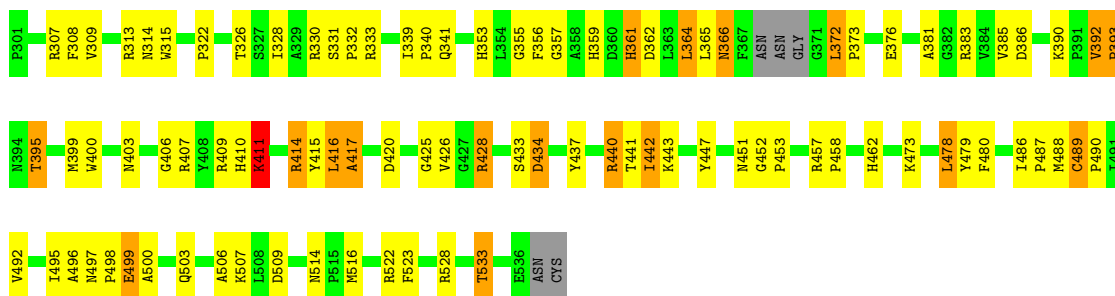 P301 R307 F308 V309 R313 N314 W315 P322 T326 S327 I328 A329 R330 S331 P332 R333 I339 P340 Q341 H353 L354 G355 F356 G357 A358 H359 D360 H361 D362 L363 L364 L365 N366 F367 ASN ASN GLY G371 L372 P373 E376 A381 G382 R383 V384 V385 D386 K390 P391 V392
N394 T395 M399 W400 N403 G406 R407 Y408 R409 H410 K411 R414 Y415 L416 A417 D420 G425 V426 G427 R428 S433 D434 Y437 R440 T441 I442 K443 Y447 N451 G452 P453 R457 P458 H462 K473 L478 Y479 F480 I486 P487 M488 C489 P490 I491
V492 I495 A496 N497 P498 E499 A500 Q503 A506 K507 L508 D509 N514 P515 M516 R522 F523 R528 T533 E536 ASN CYS